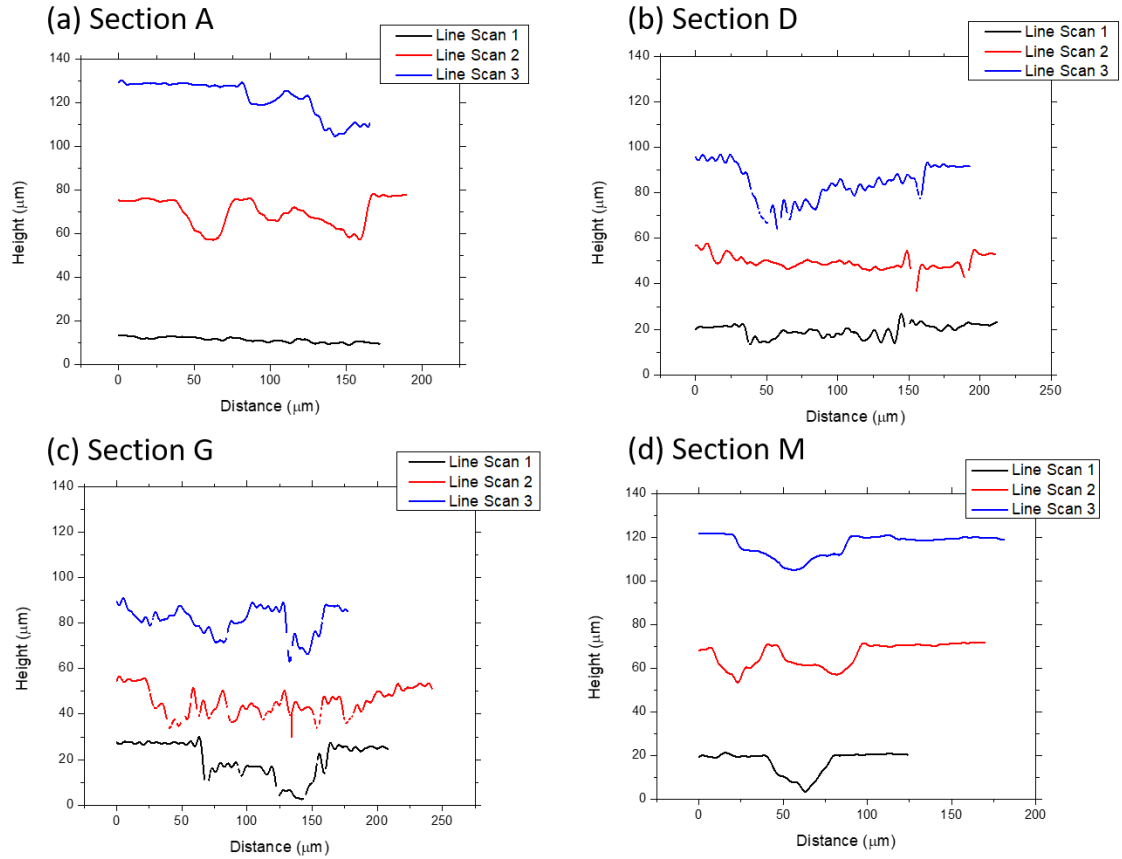 (a) Section A
Line Scan 1
Line Scan 2
Line Scan 3
140
120
100
80
60
40
20
0
Height (μm)
0 50 100 150 200
Distance (μm)
(b) Section D
Line Scan 1
Line Scan 2
Line Scan 3
140
120
100
80
60
40
20
0
Height (μm)
0 50 100 150 200 250
Distance (μm)
(c) Section G
Line Scan 1
Line Scan 2
Line Scan 3
140
120
100
80
60
40
20
0
Height (μm)
0 50 100 150 200 250
Distance (μm)
(d) Section M
Line Scan 1
Line Scan 2
Line Scan 3
140
120
100
80
60
40
20
0
Height (μm)
0 50 100 150 200
Distance (μm)